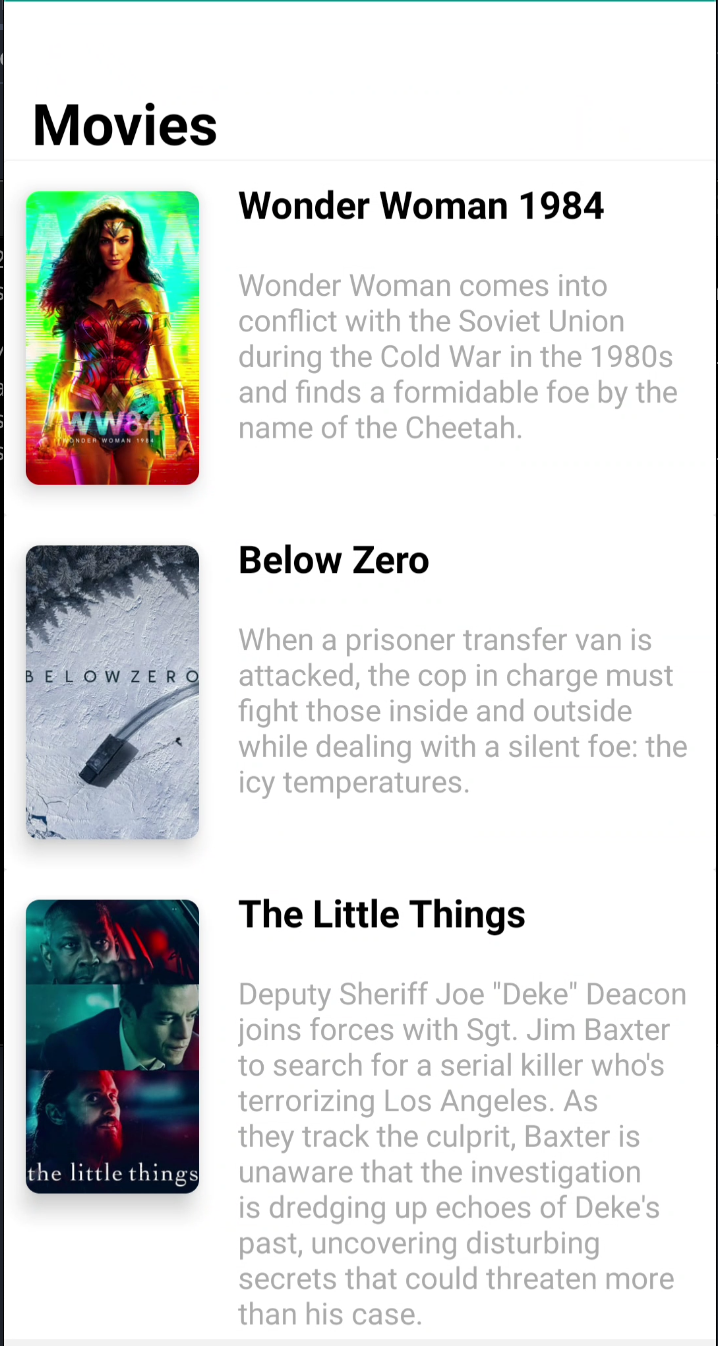 Movies
Wonder Woman 1984
Wonder Woman comes into
conflict with the Soviet Union
during the Cold War in the 1980s
and finds a formidable foe by the
name of the Cheetah.
WW84
WONDER WOMAN 1984
Below Zero
When a prisoner transfer van is
attacked, the cop in charge must
fight those inside and outside
while dealing with a silent foe: the
icy temperatures.
BELOWZERO
The Little Things
Deputy Sheriff Joe "Deke" Deacon
joins forces with Sgt. Jim Baxter
to search for a serial killer who's
terrorizing Los Angeles. As
they track the culprit, Baxter is
unaware that the investigation
is dredging up echoes of Deke's
past, uncovering disturbing
secrets that could threaten more
than his case.
the little things